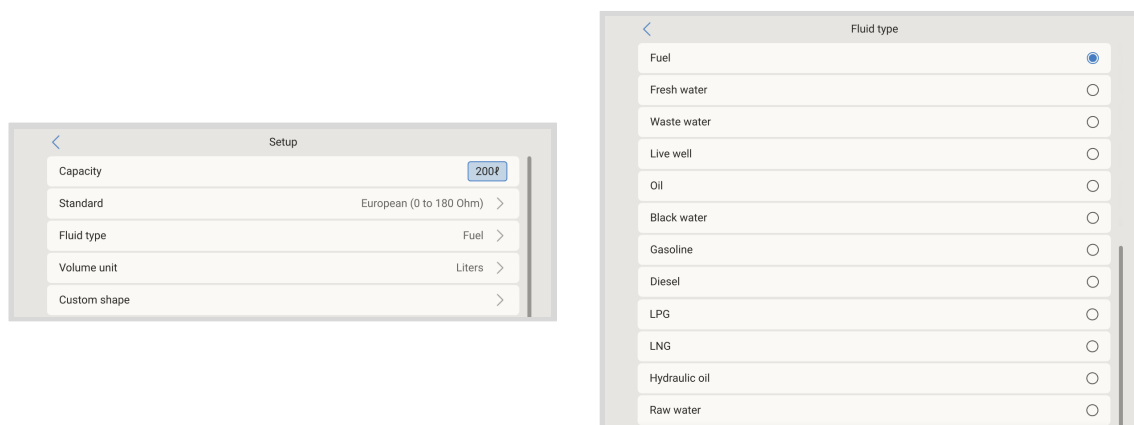 Setup
Capacity 200ℓ
Standard European (0 to 180 Ohm)
Fluid type Fuel
Volume unit Liters
Custom shape
Fluid type
Fuel
Fresh water
Waste water
Live well
Oil
Black water
Gasoline
Diesel
LPG
LNG
Hydraulic oil
Raw water